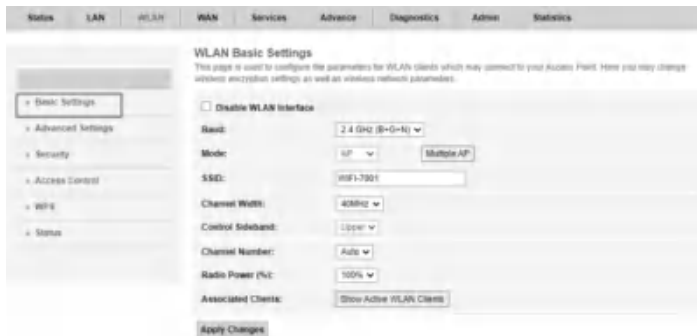 Status LAN WLAN WAN Services Advance Diagnostics Admin Statistics
WLAN Basic Settings
This page is used to configure the parameters for WLAN clients which may connect to your Access Point. Here you may change
wireless encryption settings as well as wireless network parameters.
Basic Settings
Advanced Settings
Security
Access Control
WPS
Status
Disable WLAN Interface
Band: 2.4 GHz (B+G+N)
Mode: AP Multiple AP
SSID: WIFI-7001
Channel Width: 40MHz
Control Sideband: Upper
Channel Number: Auto
Radio Power (%): 100%
Associated Clients: Show Active WLAN Clients
Apply Changes